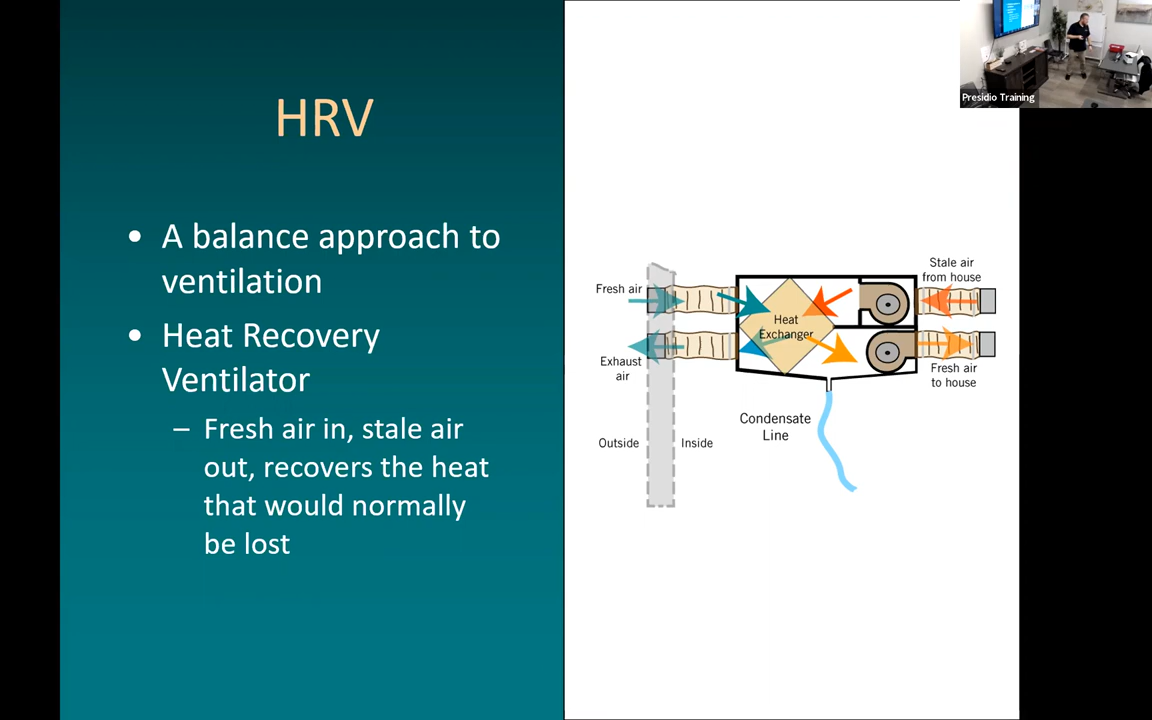 HRV
• A balance approach to
ventilation
• Heat Recovery
Ventilator
– Fresh air in, stale air
out, recovers the heat
that would normally
be lost
Stale air
from house
Fresh air
Heat
Exchanger
Exhaust
air
Fresh air
to house
Condensate
Line
Outside
Inside
Presidio Training